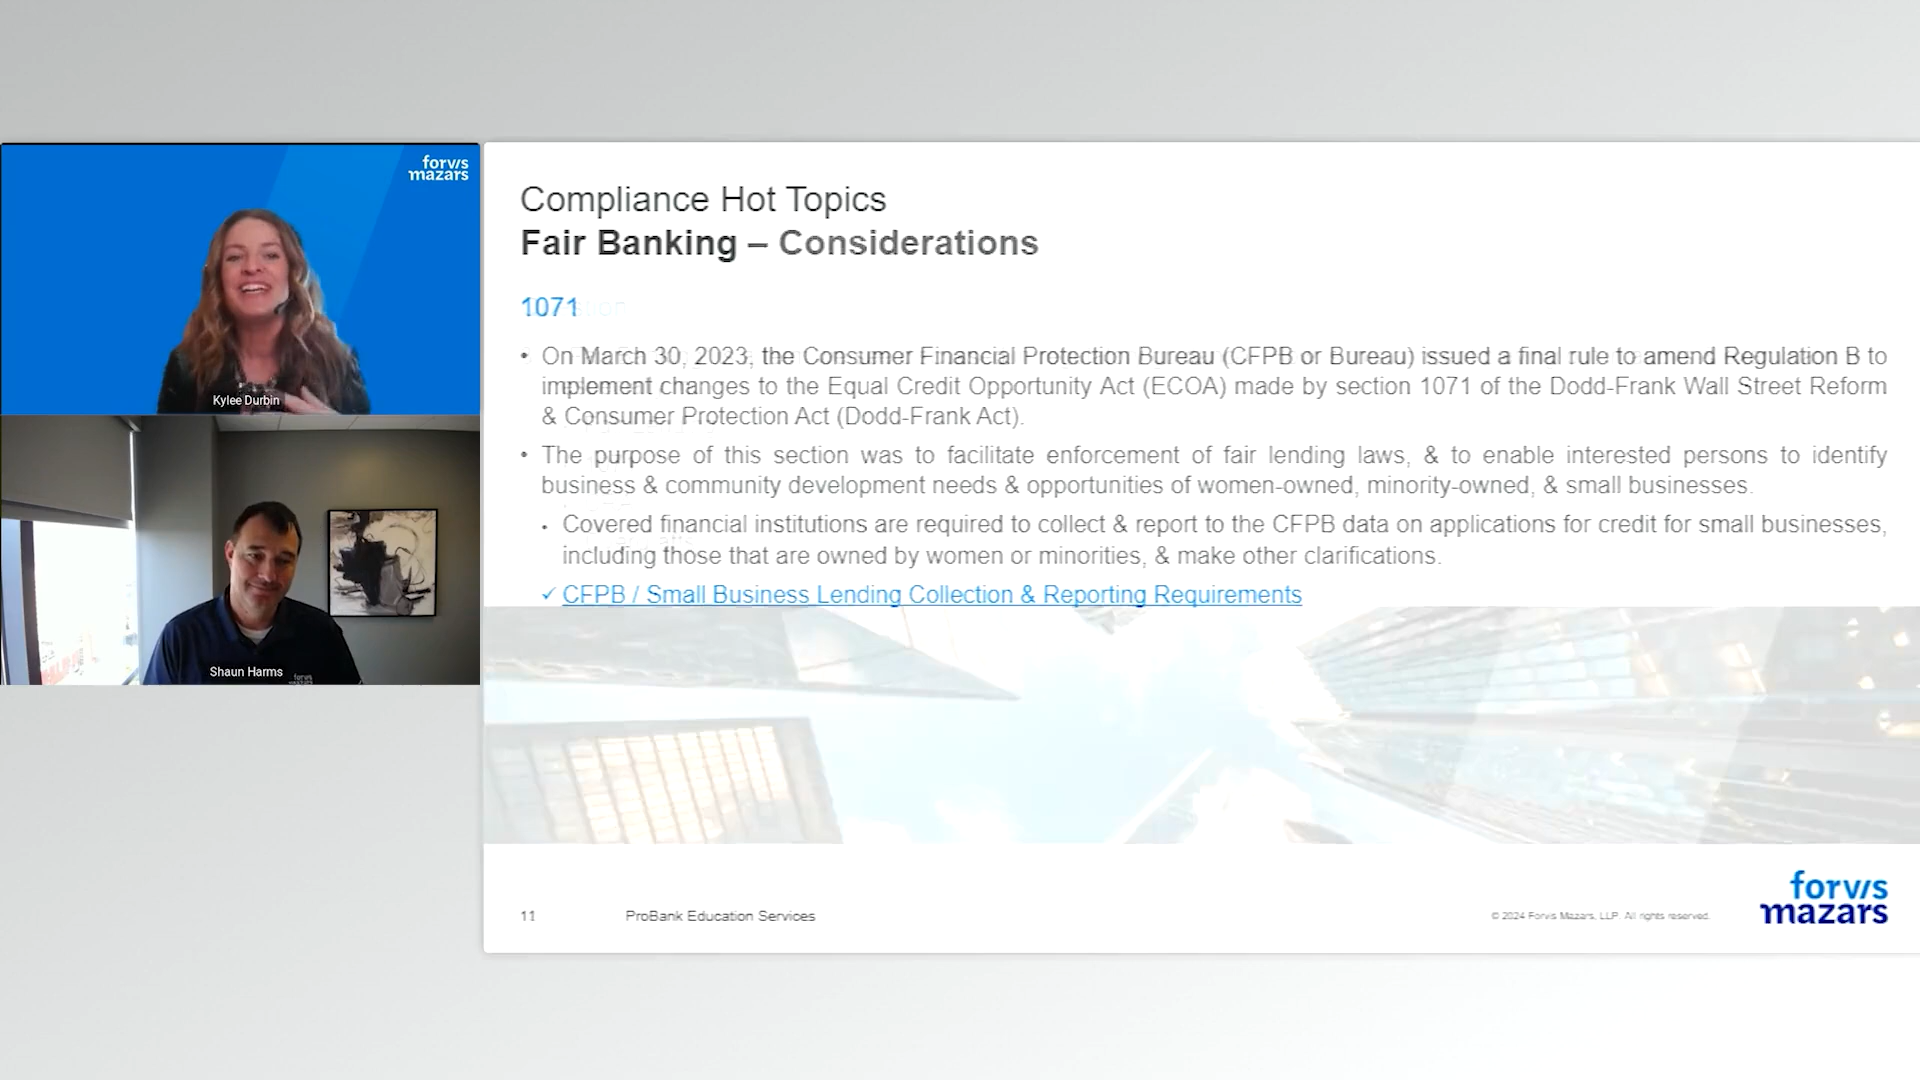 forvis
mazars
Kylee Durbin
Shaun Harms
forvis
mazars
Compliance Hot Topics
Fair Banking – Considerations
1071
• On March 30, 2023, the Consumer Financial Protection Bureau (CFPB or Bureau) issued a final rule to amend Regulation B to
implement changes to the Equal Credit Opportunity Act (ECOA) made by section 1071 of the Dodd-Frank Wall Street Reform
& Consumer Protection Act (Dodd-Frank Act).
• The purpose of this section was to facilitate enforcement of fair lending laws, & to enable interested persons to identify
business & community development needs & opportunities of women-owned, minority-owned, & small businesses.
• Covered financial institutions are required to collect & report to the CFPB data on applications for credit for small businesses,
including those that are owned by women or minorities, & make other clarifications.
✓ CFPB / Small Business Lending Collection & Reporting Requirements
11
ProBank Education Services
© 2024 Forvis Mazars, LLP. All rights reserved.
forvis
mazars